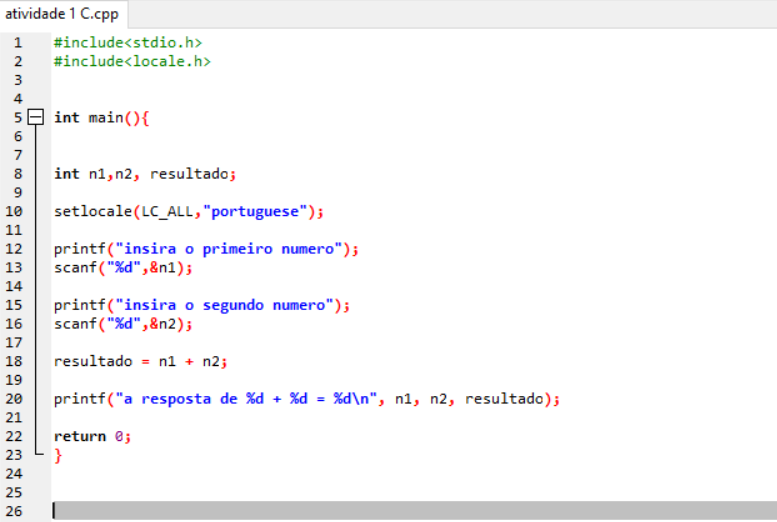 atividade 1 C.cpp
1 #include<stdio.h>
2 #include<locale.h>
3
4
5 int main(){
6
7
8 int n1,n2, resultado;
9
10 setlocale(LC_ALL,"portuguese");
11
12 printf("insira o primeiro numero");
13 scanf("%d",&n1);
14
15 printf("insira o segundo numero");
16 scanf("%d",&n2);
17
18 resultado = n1 + n2;
19
20 printf("a resposta de %d + %d = %d\n", n1, n2, resultado);
21
22 return 0;
23 }
24
25
26